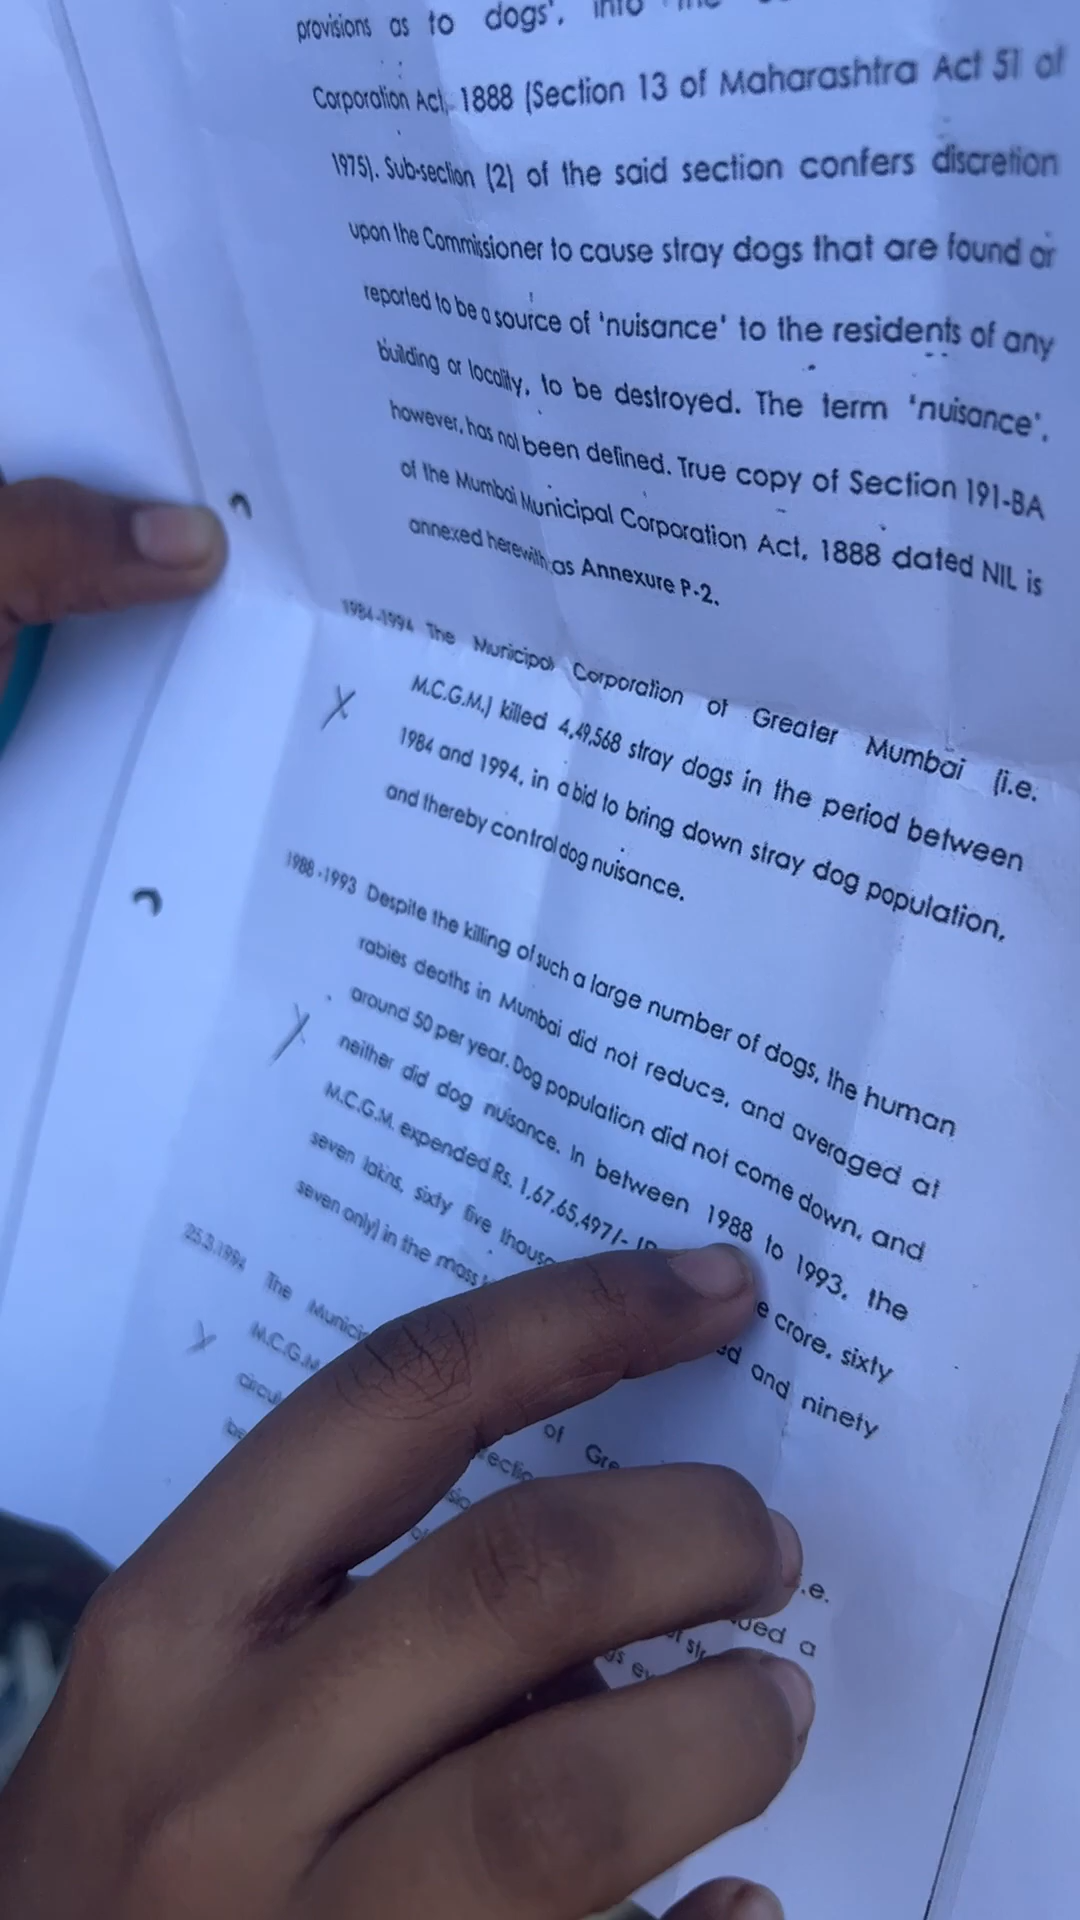 provisions as to dogs', into
Corporation Act, 1888 (Section 13 of Maharashtra Act 51 of
1975). Sub-section (2) of the said section confers discretion
upon the Commissioner to cause stray dogs that are found or
reported to be a source of 'nuisance' to the residents of any
building or locality, to be destroyed. The term 'nuisance',
however, has not been defined. True copy of Section 191-BA
of the Mumbai Municipal Corporation Act, 1888 dated NIL is
annexed herewith as Annexure P-2.
1984-1994 The Municipal Corporation of Greater Mumbai (i.e.
M.C.G.M.) killed 4,49,568 stray dogs in the period between
1984 and 1994, in a bid to bring down stray dog population,
and thereby control dog nuisance.
1988-1993 Despite the killing of such a large number of dogs, the human
rabies deaths in Mumbai did not reduce, and averaged at
around 50 per year. Dog population did not come down, and
neither did dog nuisance. In between 1988 to 1993, the
M.C.G.M. expended Rs. 1,67,65,497/- crore, sixty
seven lakhs, sixty five and ninety
seven only) in the mass
25.3.1994 The of
M.C.G.M
a